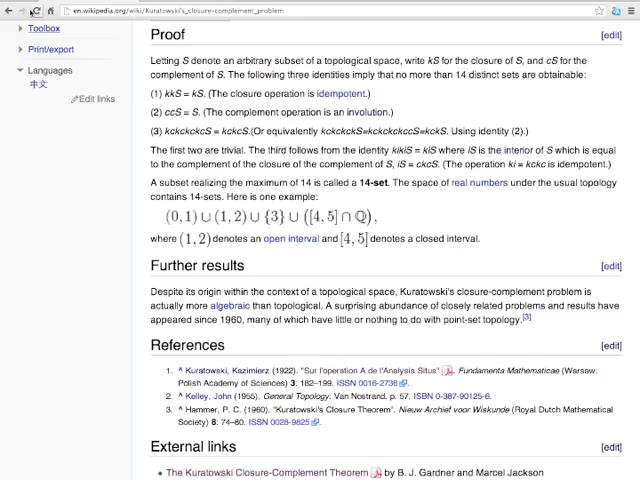 en.wikipedia.org/wiki/Kuratowski's_closure-complement_problem
Toolbox
Print/export
Languages
中文
Edit links
Proof [edit]
Letting S denote an arbitrary subset of a topological space, write kS for the closure of S, and cS for the
complement of S. The following three identities imply that no more than 14 distinct sets are obtainable:
(1) kkS = kS. (The closure operation is idempotent.)
(2) ccS = S. (The complement operation is an involution.)
(3) kckckckcS = kckcS.(Or equivalently kckckckS=kckckckccS=kckS. Using identity (2).)
The first two are trivial. The third follows from the identity kikiS = kiS where iS is the interior of S which is equal
to the complement of the closure of the complement of S, iS = ckcS. (The operation ki = kckc is idempotent.)
A subset realizing the maximum of 14 is called a 14-set. The space of real numbers under the usual topology
contains 14-sets. Here is one example:
(0, 1) ∪ (1, 2) ∪ {3} ∪ ([4, 5] ∩ ℚ),
where (1, 2) denotes an open interval and [4, 5] denotes a closed interval.
Further results [edit]
Despite its origin within the context of a topological space, Kuratowski's closure-complement problem is
actually more algebraic than topological. A surprising abundance of closely related problems and results have
appeared since 1960, many of which have little or nothing to do with point-set topology.[3]
References [edit]
1. ^ Kuratowski, Kazimierz (1922). "Sur l'operation A de l'Analysis Situs". Fundamenta Mathematicae (Warsaw:
Polish Academy of Sciences) 3: 182–199. ISSN 0016-2736.
2. ^ Kelley, John (1955). General Topology. Van Nostrand. p. 57. ISBN 0-387-90125-6.
3. ^ Hammer, P. C. (1960). "Kuratowski's Closure Theorem". Nieuw Archief voor Wiskunde (Royal Dutch Mathematical
Society) 8: 74–80. ISSN 0028-9825.
External links [edit]
The Kuratowski Closure-Complement Theorem by B. J. Gardner and Marcel Jackson